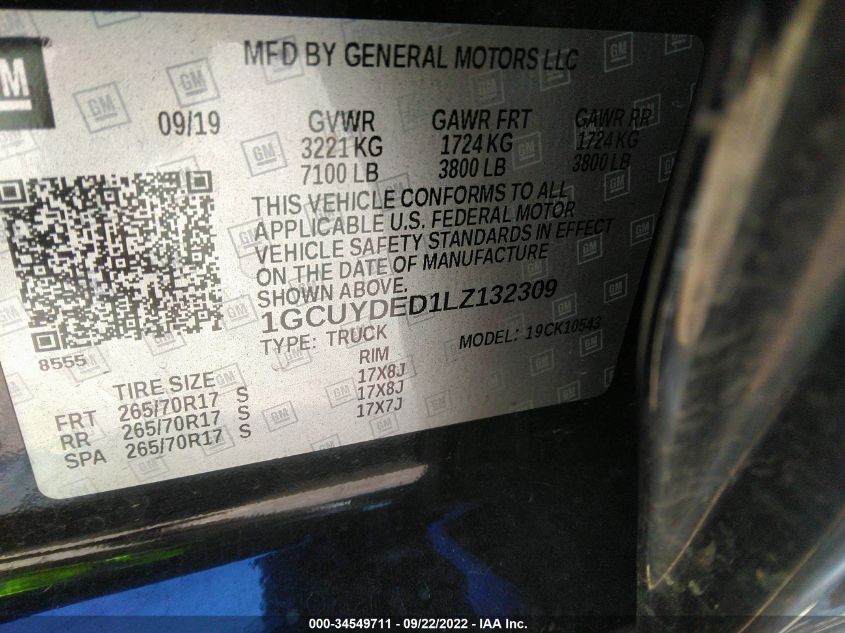 GM
MFD BY GENERAL MOTORS LLC
09/19 GVWR GAWR FRT GAWR RR
3221 KG 1724 KG 1724 KG
7100 LB 3800 LB 3800 LB
THIS VEHICLE CONFORMS TO ALL
APPLICABLE U.S. FEDERAL MOTOR
VEHICLE SAFETY STANDARDS IN EFFECT
ON THE DATE OF MANUFACTURE
SHOWN ABOVE.
1GCUYDED1LZ132309
TYPE: TRUCK MODEL: 19CK10543
8555
TIRE SIZE RIM
FRT 265/70R17 S 17X8J
RR 265/70R17 S 17X8J
SPA 265/70R17 S 17X7J
000-34549711 - 09/22/2022 - IAA Inc.